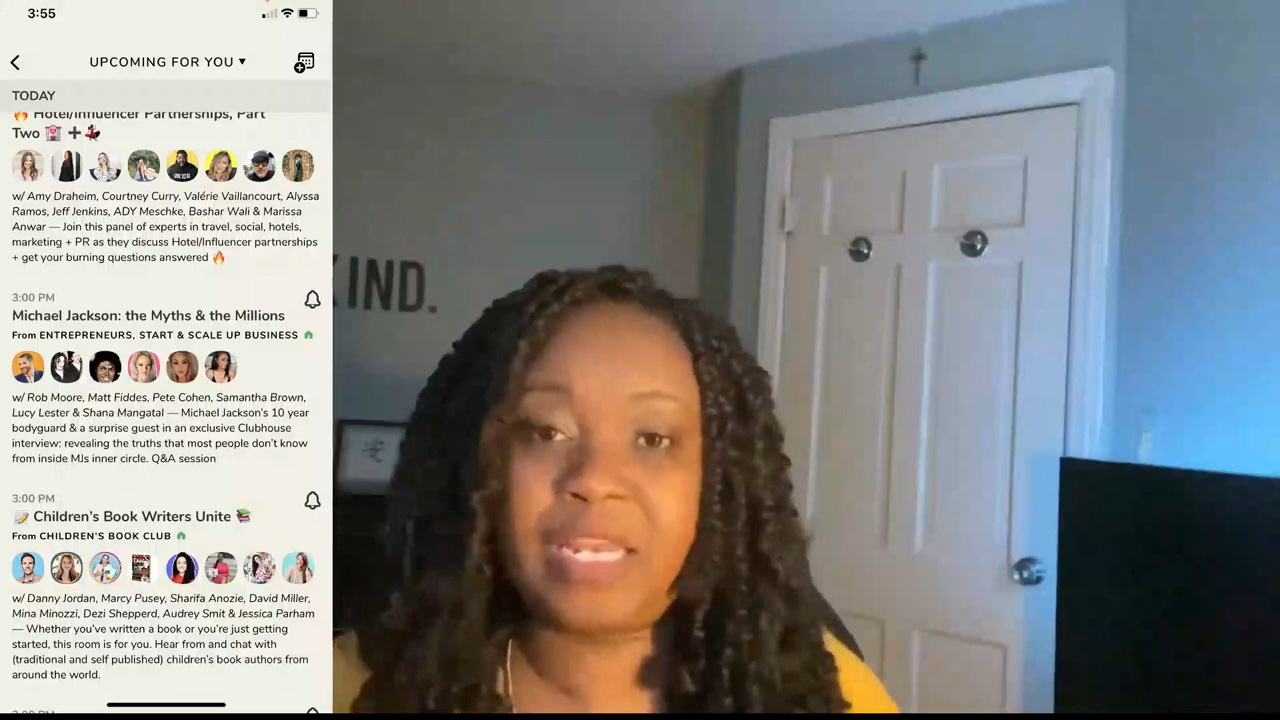 3:55
UPCOMING FOR YOU ▼
TODAY
🔥 Hotel/Influencer Partnerships, Part
Two 🏩 ➕💃
w/ Amy Draheim, Courtney Curry, Valérie Vaillancourt, Alyssa
Ramos, Jeff Jenkins, ADY Meschke, Bashar Wali & Marissa
Anwar — Join this panel of experts in travel, social, hotels,
marketing + PR as they discuss Hotel/Influencer partnerships
+ get your burning questions answered 🔥
3:00 PM
Michael Jackson: the Myths & the Millions
From ENTREPRENEURS, START & SCALE UP BUSINESS
w/ Rob Moore, Matt Fiddes, Pete Cohen, Samantha Brown,
Lucy Lester & Shana Mangatal — Michael Jackson's 10 year
bodyguard & a surprise guest in an exclusive Clubhouse
interview: revealing the truths that most people don't know
from inside MJs inner circle. Q&A session
3:00 PM
📝 Children's Book Writers Unite 📚
From CHILDREN'S BOOK CLUB
w/ Danny Jordan, Marcy Pusey, Sharifa Anozie, David Miller,
Mina Minozzi, Dezi Shepperd, Audrey Smit & Jessica Parham
— Whether you've written a book or you're just getting
started, this room is for you. Hear from and chat with
(traditional and self published) children's book authors from
around the world.
IND.